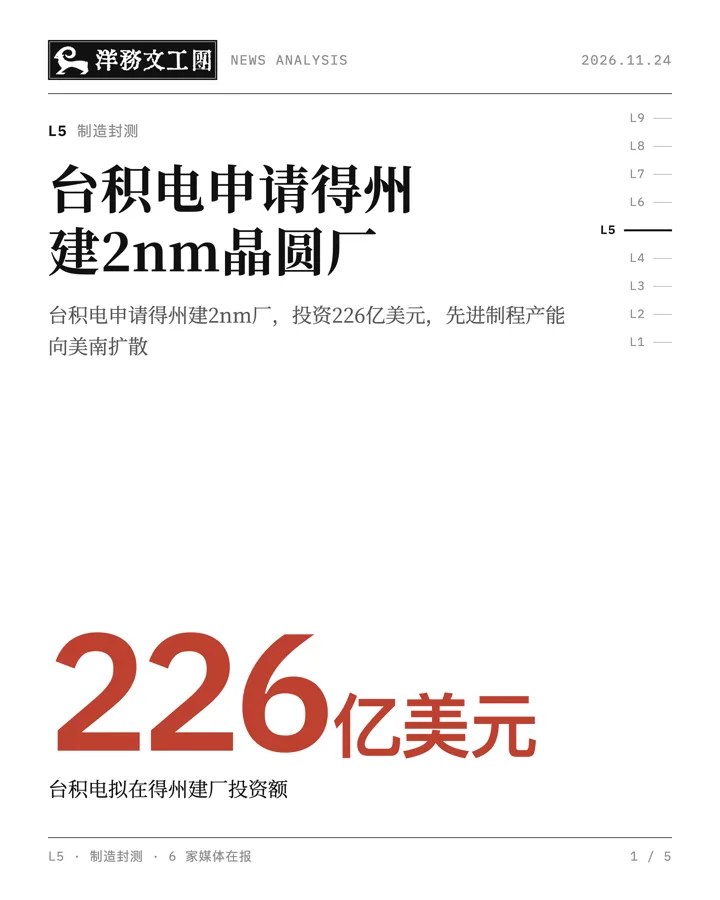 洋務文工團 NEWS ANALYSIS 2026.11.24
L5 制造封测
台积电申请得州
建2nm晶圆厂
台积电申请得州建2nm厂，投资226亿美元，先进制程产能
向美南扩散
L9
L8
L7
L6
L5
L4
L3
L2
L1
226亿美元
台积电拟在得州建厂投资额
L5 · 制造封测 · 6 家媒体在报 1 / 5